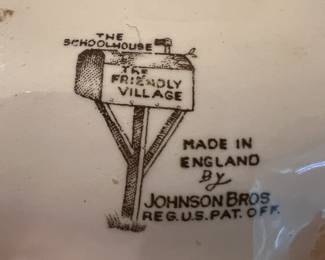 THE
SCHOOLHOUSE
THE
FRIENDLY
VILLAGE
MADE IN
ENGLAND
By
JOHNSON BROS
REG. U.S. PAT. OFF.